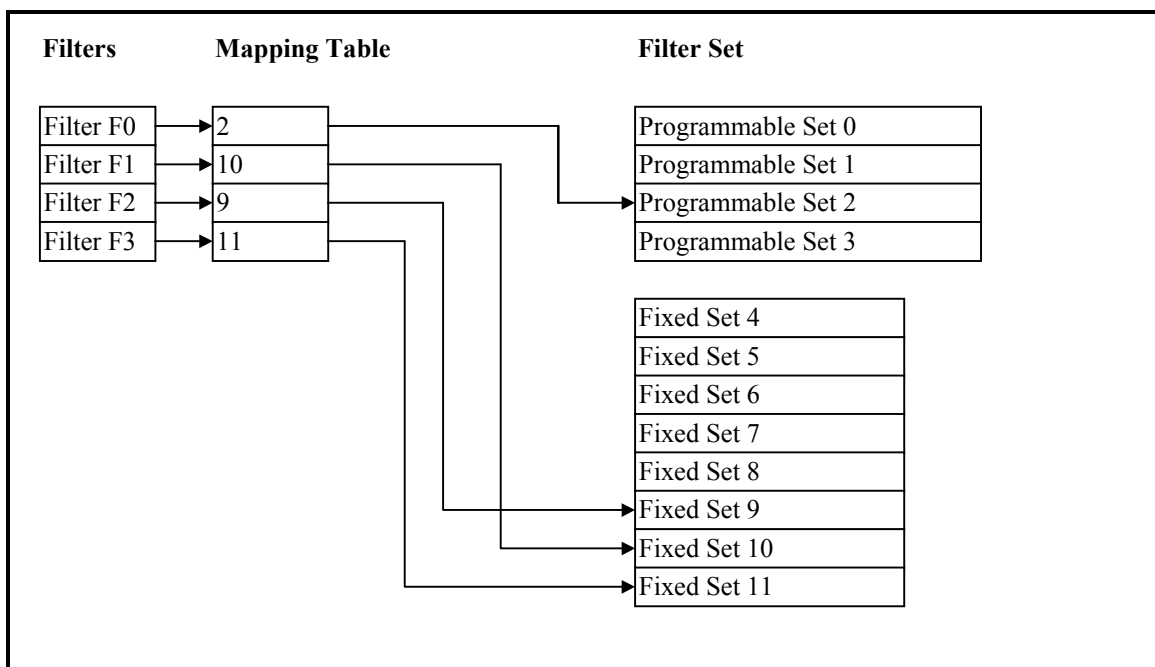 Filters Mapping Table Filter Set
Filter F0 2 Programmable Set 0
Filter F1 10 Programmable Set 1
Filter F2 9 Programmable Set 2
Filter F3 11 Programmable Set 3
Fixed Set 4
Fixed Set 5
Fixed Set 6
Fixed Set 7
Fixed Set 8
Fixed Set 9
Fixed Set 10
Fixed Set 11